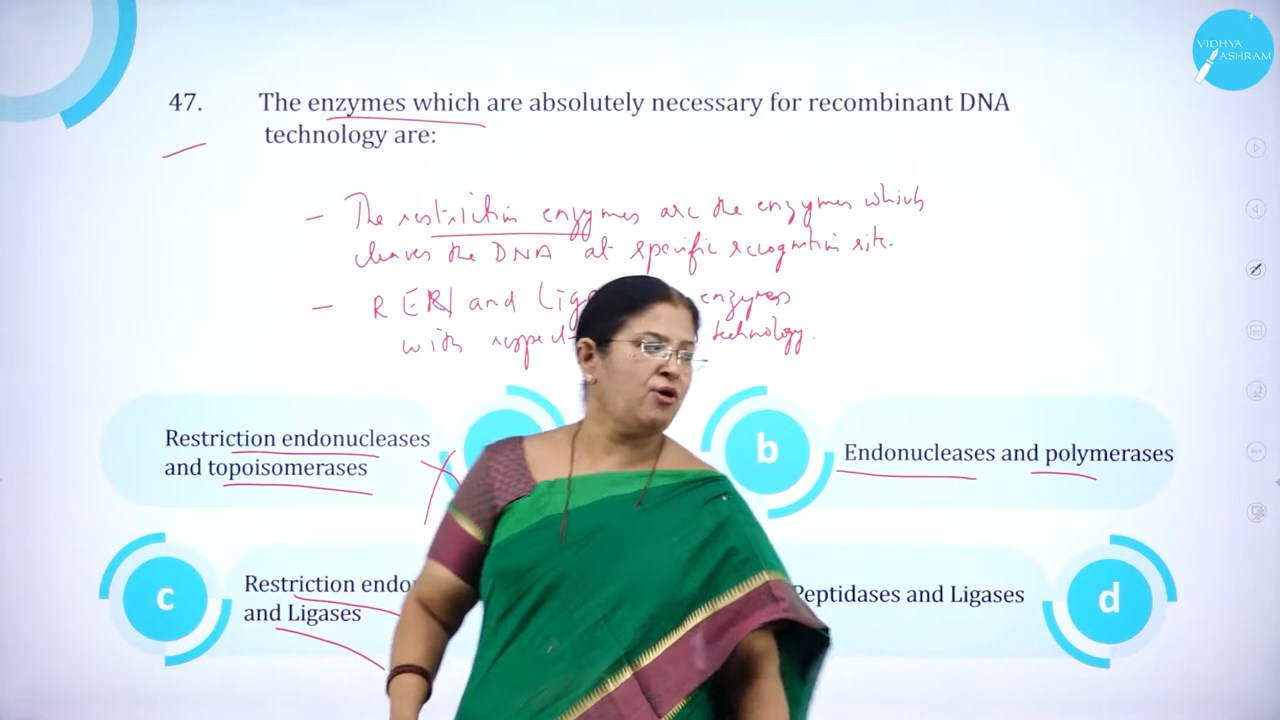 VIDHYA
ASHRAM
47. The enzymes which are absolutely necessary for recombinant DNA
technology are:
– The restriction enzymes are the enzymes which
cleaves the DNA at specific recognition site.
– and enzymes
with respect technology.
Restriction endonucleases
and topoisomerases
b
Endonucleases and polymerases
c
Restriction
and Ligases
Peptidases and Ligases
d